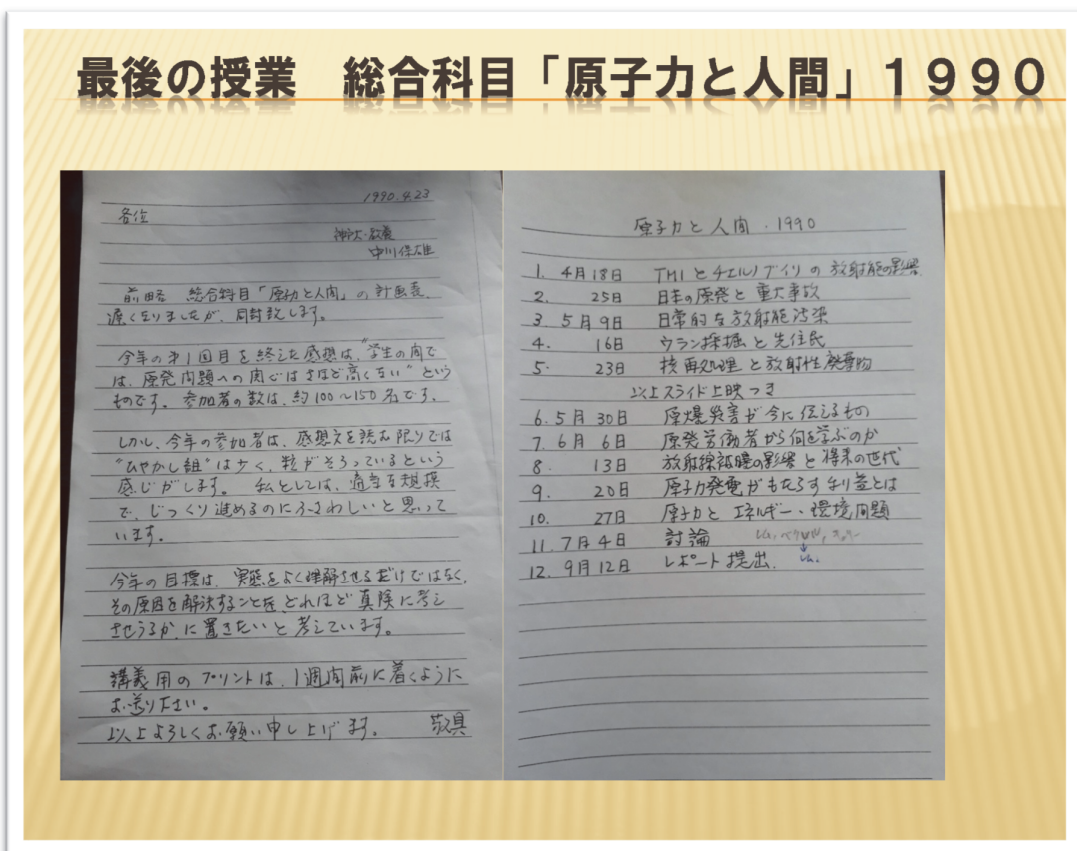 最後の授業　総合科目「原子力と人間」1990
1990.4.23
各位
神大・教養
中川保雄
前略　総合科目「原子力と人間」の計画表、
遅くなりましたが、同封致します。
今年の第1回目を終えた感想は、"学生の間で
は、原発問題への関心はさほど高くない"という
ものです。参加者の数は、約100〜150名です。
しかし、今年の参加者は、感想文を読む限りでは
"ひやかし組"は少く、粒がそろっているという
感じがします。私としては、適当な規模
で、じっくり進めるのにふさわしいと思って
います。
今年の目標は、実態をよく理解させるだけではなく、
その原因を解決することを、どれほど真険に考え
させうるか、に置きたいと考えています。
講義用のプリントは、1週間前に着くように
お送り下さい。
以上よろしくお願い申し上げます。　敬具
原子力と人間・1990
1. 4月18日　TMIとチェルノブイリの放射能の影響
2. 25日　日本の原発と重大事故
3. 5月9日　日常的な放射能汚染
4. 16日　ウラン採掘と先住民
5. 23日　核再処理と放射性廃棄物
以上スライド上映つき
6. 5月30日　原爆災害が今に伝えるもの
7. 6月6日　原発労働者から何を学ぶのか
8. 13日　放射線被曝の影響と将来の世代
9. 20日　原子力発電がもたらす利益とは
10. 27日　原子力とエネルギー・環境問題
11. 7月4日　討論
12. 9月12日　レポート提出.